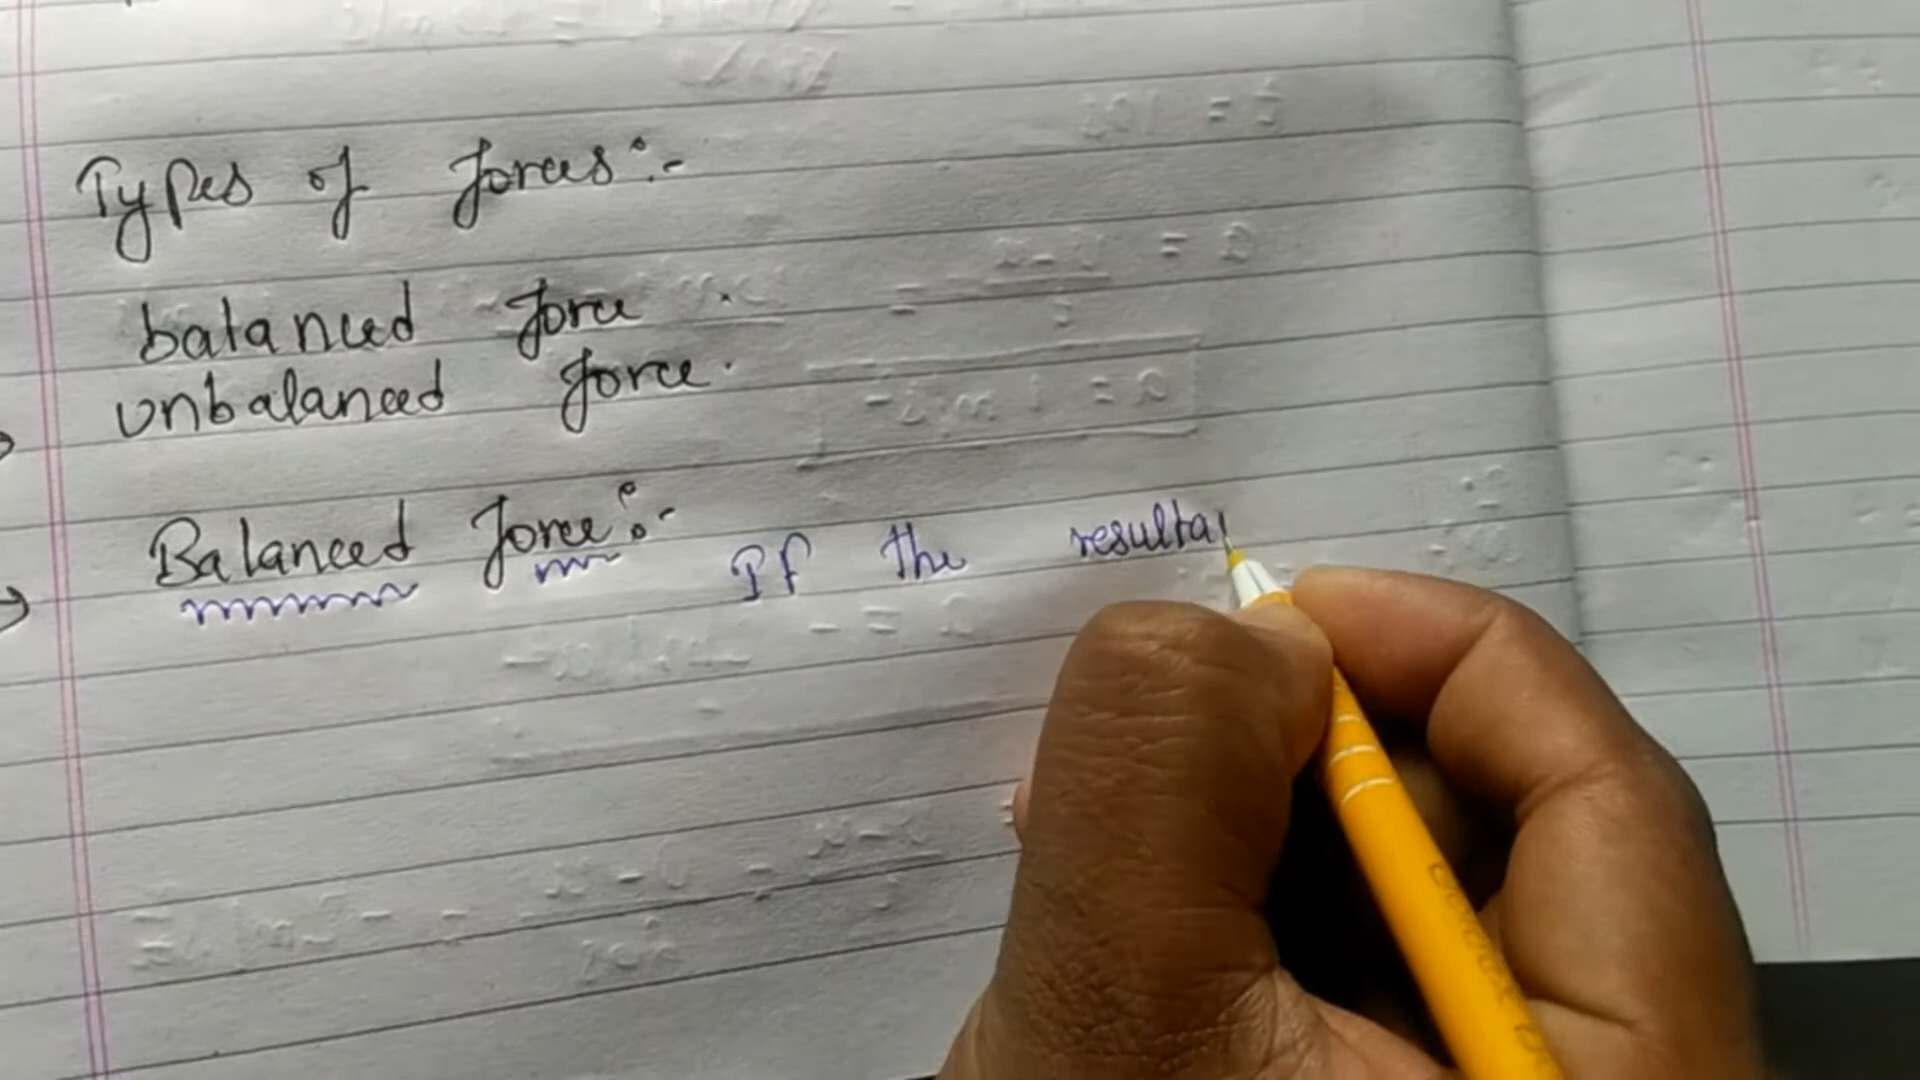 Types of forces:-
balanced force.
unbalanced force.
Balanced force:- If the resulta